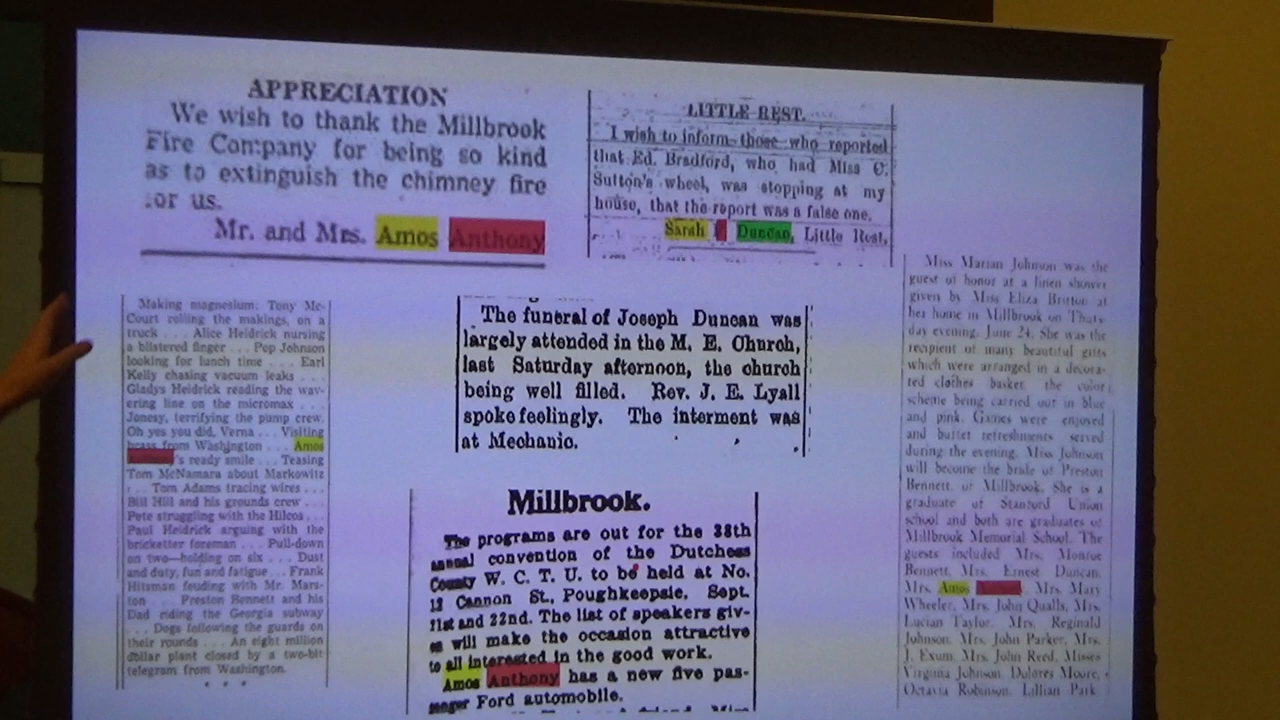 APPRECIATION
We wish to thank the Millbrook
Fire Company for being so kind
as to extinguish the chimney fire
for us.
Mr. and Mrs. Amos Anthony
LITTLE REST.
I wish to inform those who reported
that Ed. Bradford, who had Miss C.
Sutton's wheel, was stopping at my
house, that the report was a false one.
Sarah Duncan, Little Rest,
Making magnesium: Tony Mc-
Court rolling the makings, on a
truck . . . Alice Heidrick nursing
a blistered finger . . . Pop Johnson
looking for lunch time . . . Earl
Kelly chasing vacuum leaks . . .
Gladys Heidrick reading the wav-
ering line on the micromax . . .
Jonesy, terrifying the pump crew.
Oh yes you did, Verna . . . Visiting
brass from Washington . . . Amos
Anthony's ready smile . . . Teasing
Tom McNamara about Markowitz
. . . Tom Adams tracing wires . . .
Bill Hill and his grounds crew . . .
Pete struggling with the Hilcos . . .
Paul Heidrick arguing with the
bricketter foreman . . . Pull-down
on two—holding on six . . . Dust
and duty, fun and fatigue . . . Frank
Hitsman feuding with Mr. Mars-
ton . . . Preston Bennett and his
Dad riding the Georgia subway
. . . Dogs following the guards on
their rounds . . . An eight million
dollar plant closed by a two-bit
telegram from Washington.
* * *
The funeral of Joseph Duncan was
largely attended in the M. E. Church,
last Saturday afternoon, the church
being well filled. Rev. J. E. Lyall
spoke feelingly. The interment was
at Mechanic.
Millbrook.
The programs are out for the 38th
annual convention of the Dutchess
County W. C. T. U. to be held at No.
12 Cannon St., Poughkeepsie, Sept.
21st and 22nd. The list of speakers giv-
en will make the occasion attractive
to all interested in the good work.
Amos Anthony has a new five pas-
senger Ford automobile.
Miss Marian Johnson was the
guest of honor at a linen shower
given by Miss Eliza Britton at
her home in Millbrook on Thurs-
day evening, June 24. She was the
recipient of many beautiful gifts
which were arranged in a decora-
ted clothes basket, the color
scheme being carried out in blue
and pink. Games were enjoyed
and buffet refreshments served
during the evening. Miss Johnson
will become the bride of Preston
Bennett, of Millbrook. She is a
graduate of Stanford Union
school and both are graduates of
Millbrook Memorial School. The
guests included Mrs. Monroe
Bennett, Mrs. Ernest Duncan,
Mrs. Amos Anthony, Mrs. Mary
Wheeler, Mrs. John Qualls, Mrs.
Lucian Taylor, Mrs. Reginald
Johnson, Mrs. John Parker, Mrs.
J. Exum, Mrs. John Reed, Misses
Virginia Johnson, Dolores Moore,
Octavia Robinson, Lillian Park